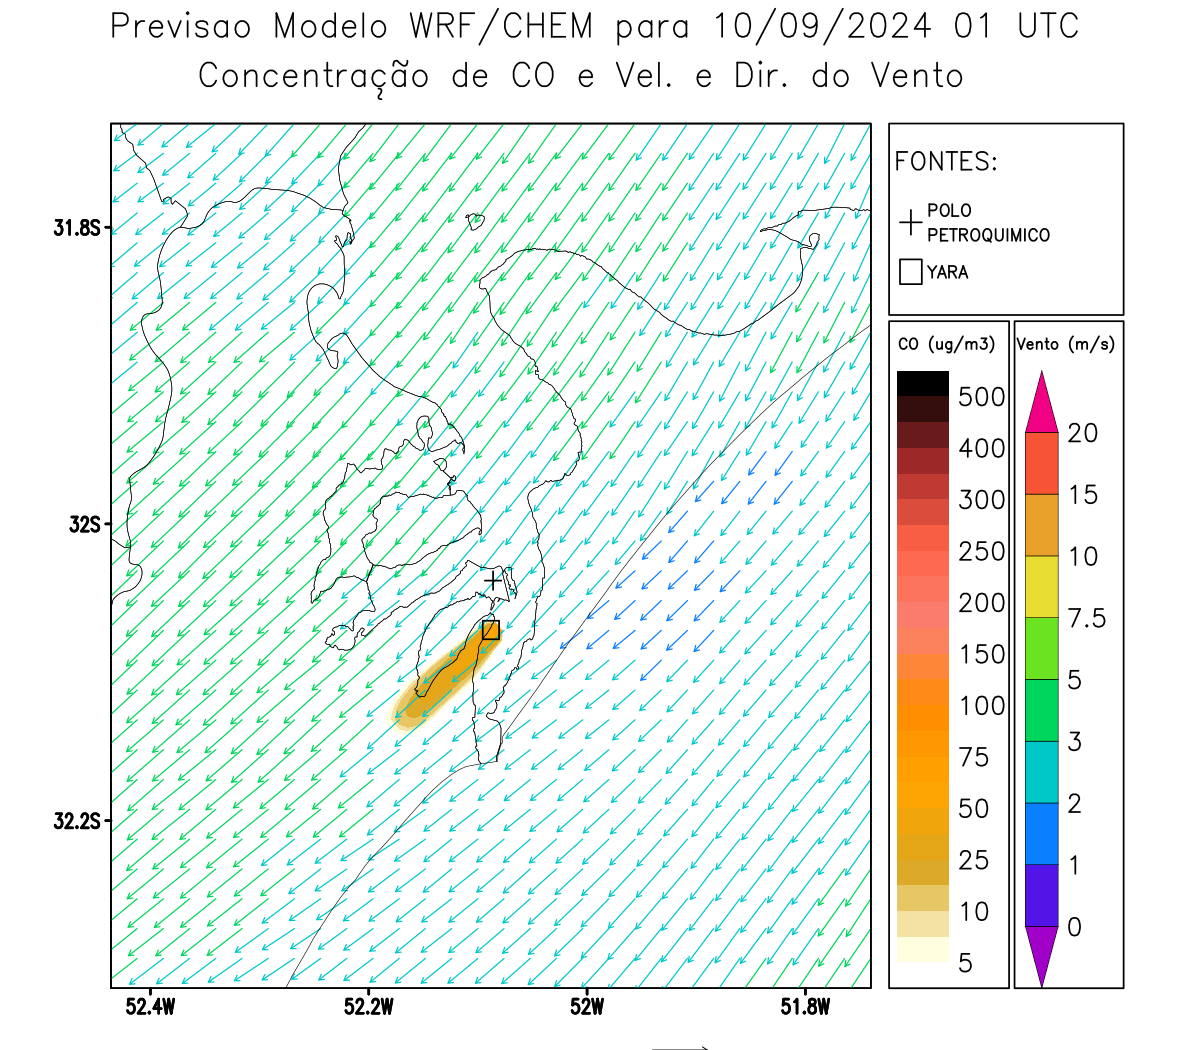 Previsao Modelo WRF/CHEM para 10/09/2024 01 UTC
Concentração de CO e Vel. e Dir. do Vento
FONTES:
POLO
PETROQUIMICO
YARA
CO (ug/m3)
500
400
300
250
200
150
100
75
50
25
10
5
Vento (m/s)
20
15
10
7.5
5
3
2
1
0
31.8S
32S
32.2S
52.4W
52.2W
52W
51.8W